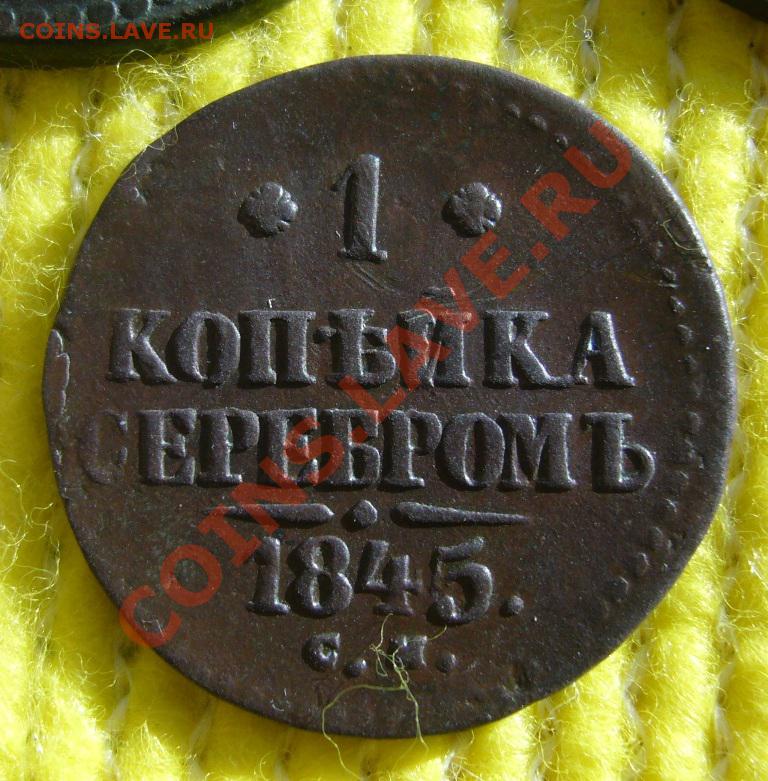 COINS.LAVE.RU
1
КОПѢЙКА
СЕРЕБРОМЪ
1845.
С.М.
COINS.LAVE.RU